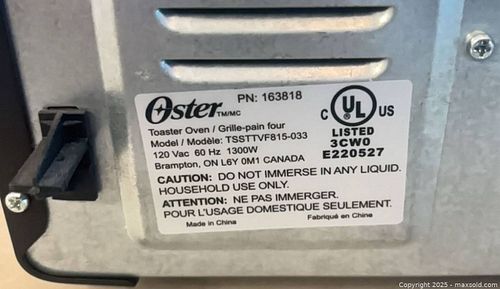 PN: 163818
Oster TM/MC
Toaster Oven / Grille-pain four
Model / Modèle: TSSTTVF815-033
120 Vac 60 Hz 1300W
Brampton, ON L6Y 0M1 CANADA
C UL US
LISTED
3CW0
E220527
CAUTION: DO NOT IMMERSE IN ANY LIQUID.
HOUSEHOLD USE ONLY.
ATTENTION: NE PAS IMMERGER.
POUR L'USAGE DOMESTIQUE SEULEMENT.
Made in China Fabriqué en Chine
Copyright © 2025 - maxsold.com